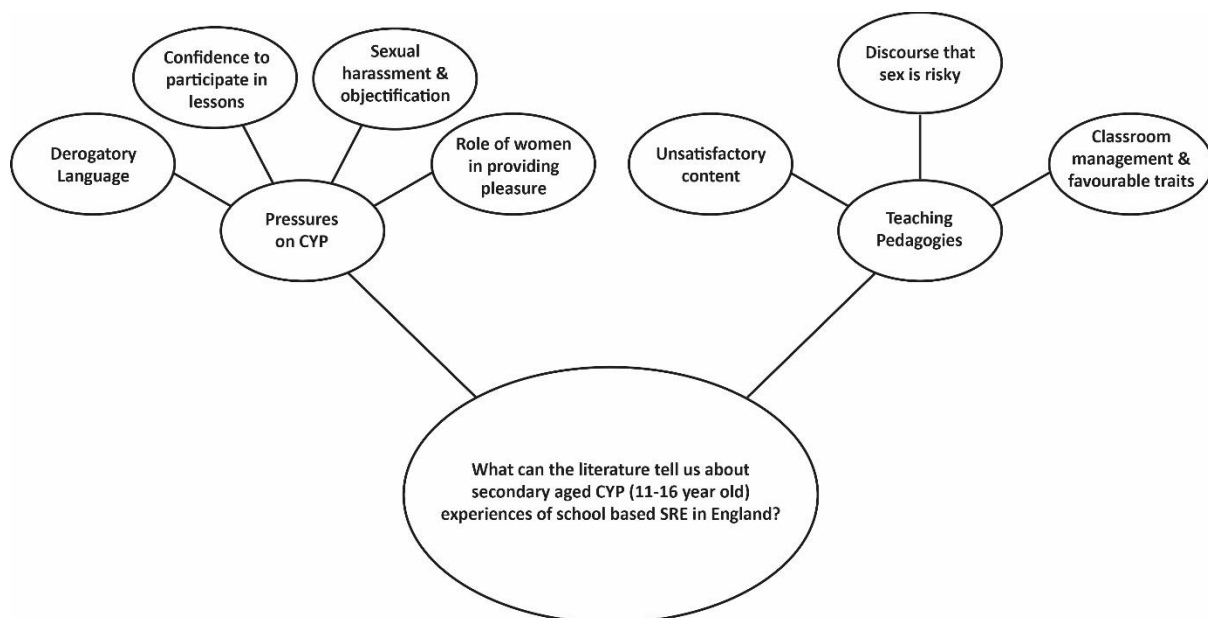 Confidence to
participate in
lessons
Sexual
harassment &
objectification
Discourse that
sex is risky
Derogatory
Language
Role of women
in providing
pleasure
Unsatisfactory
content
Classroom
management &
favourable traits
Pressures
on CYP
Teaching
Pedagogies
What can the literature tell us about
secondary aged CYP (11-16 year old)
experiences of school based SRE in England?